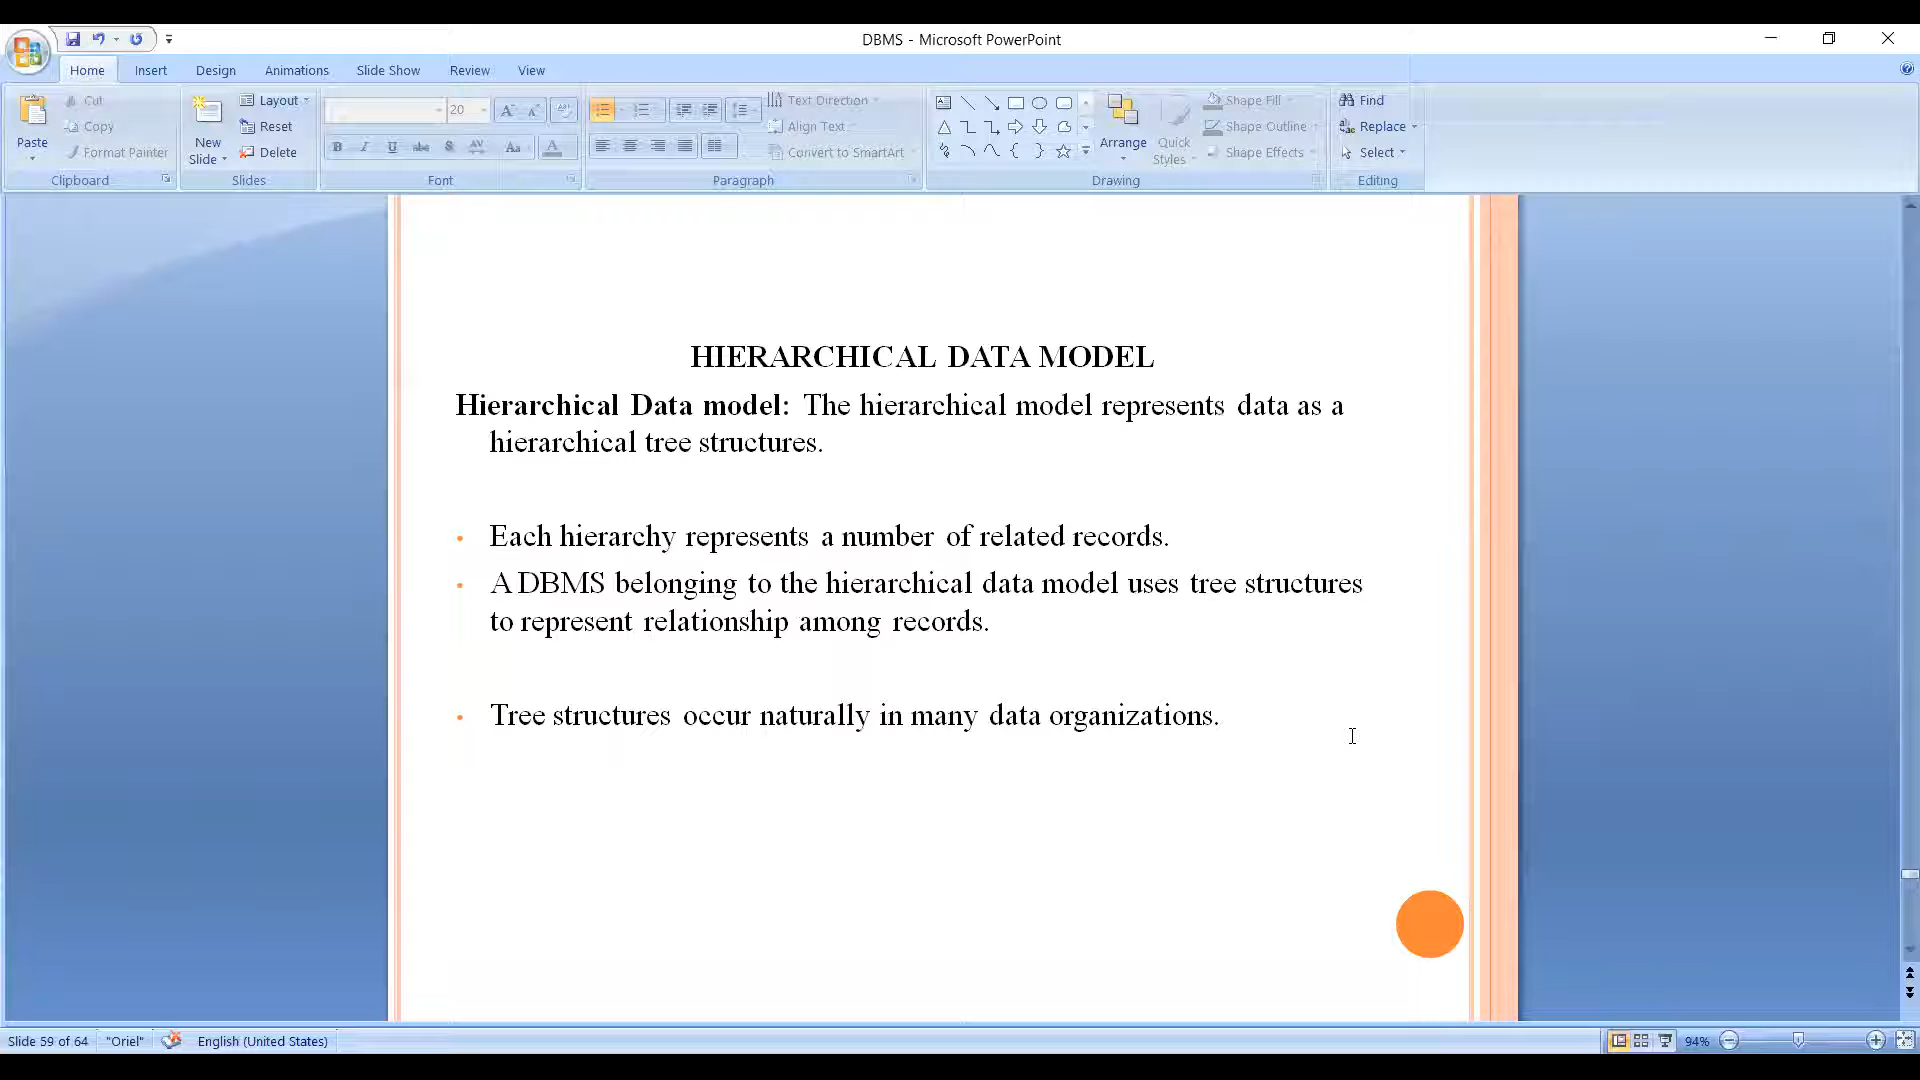 DBMS - Microsoft PowerPoint
Home Insert Design Animations Slide Show Review View
Paste
Cut
Copy
Format Painter
Clipboard
New Slide
Layout
Reset
Delete
Slides
20
B I U abc S AV Aa A
Font
Text Direction
Align Text
Convert to SmartArt
Paragraph
Arrange
Quick Styles
Shape Fill
Shape Outline
Shape Effects
Drawing
Find
Replace
Select
Editing
HIERARCHICAL DATA MODEL
Hierarchical Data model: The hierarchical model represents data as a
hierarchical tree structures.
• Each hierarchy represents a number of related records.
• A DBMS belonging to the hierarchical data model uses tree structures
to represent relationship among records.
• Tree structures occur naturally in many data organizations.
Slide 59 of 64 "Oriel" English (United States) 94%